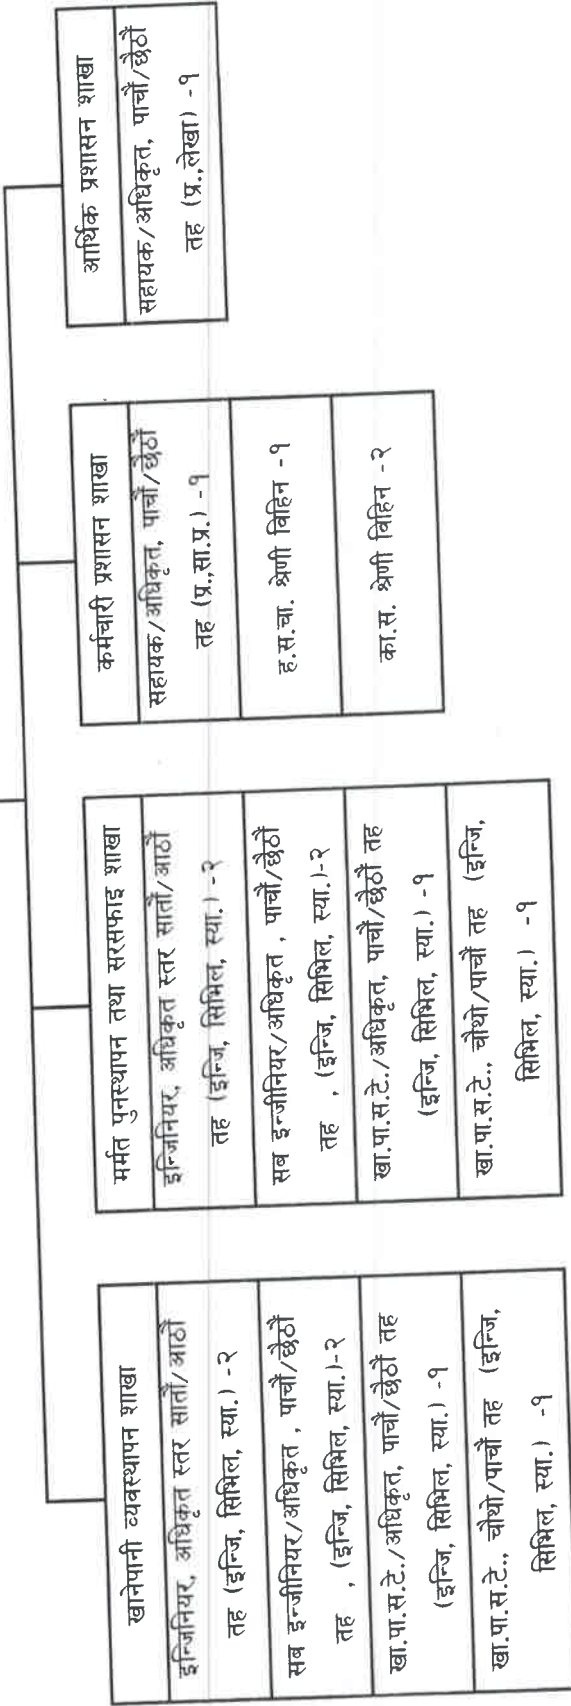 खानेपानी व्यवस्थापन शाखा
इन्जिनियर, अधिकृत स्तर सातौं/आठौं
तह (इन्जि, सिभिल, स्या.) -२
सब इन्जीनियर/अधिकृत , पाचौं/छैठौं
तह , (इन्जि, सिभिल, स्या.)-२
खा.पा.स.टे./अधिकृत, पाचौं/छैठौं तह
(इन्जि, सिभिल, स्या.) -१
खा.पा.स.टे., चौथो/पाचौं तह (इन्जि,
सिभिल, स्या.) -१
मर्मत पुनस्थापन तथा सरसफाइ शाखा
इन्जिनियर, अधिकृत स्तर सातौं/आठौं
तह (इन्जि, सिभिल, स्या.) -२
सब इन्जीनियर/अधिकृत , पाचौं/छैठौं
तह , (इन्जि, सिभिल, स्या.)-२
खा.पा.स.टे./अधिकृत, पाचौं/छैठौं तह
(इन्जि, सिभिल, स्या.) -१
खा.पा.स.टे., चौथो/पाचौं तह (इन्जि,
सिभिल, स्या.) -१
कर्मचारी प्रशासन शाखा
सहायक/अधिकृत, पाचौं/छैठौं
तह (प्र.,सा.प्र.) -१
ह.स.चा. श्रेणी विहिन -१
का.स. श्रेणी विहिन -२
आर्थिक प्रशासन शाखा
सहायक/अधिकृत, पाचौं/छैठौं
तह (प्र.,लेखा) -१